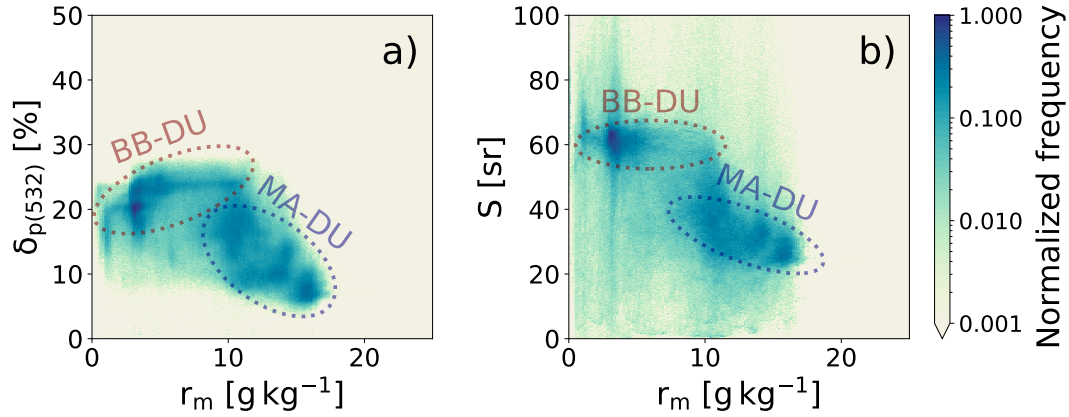 a)
50
40
30
20
10
0
δp(532) [%]
BB-DU
MA-DU
0
10
20
rm [g kg⁻¹]
b)
100
80
60
40
20
0
S [sr]
BB-DU
MA-DU
0
10
20
rm [g kg⁻¹]
1.000
0.100
0.010
0.001
Normalized frequency